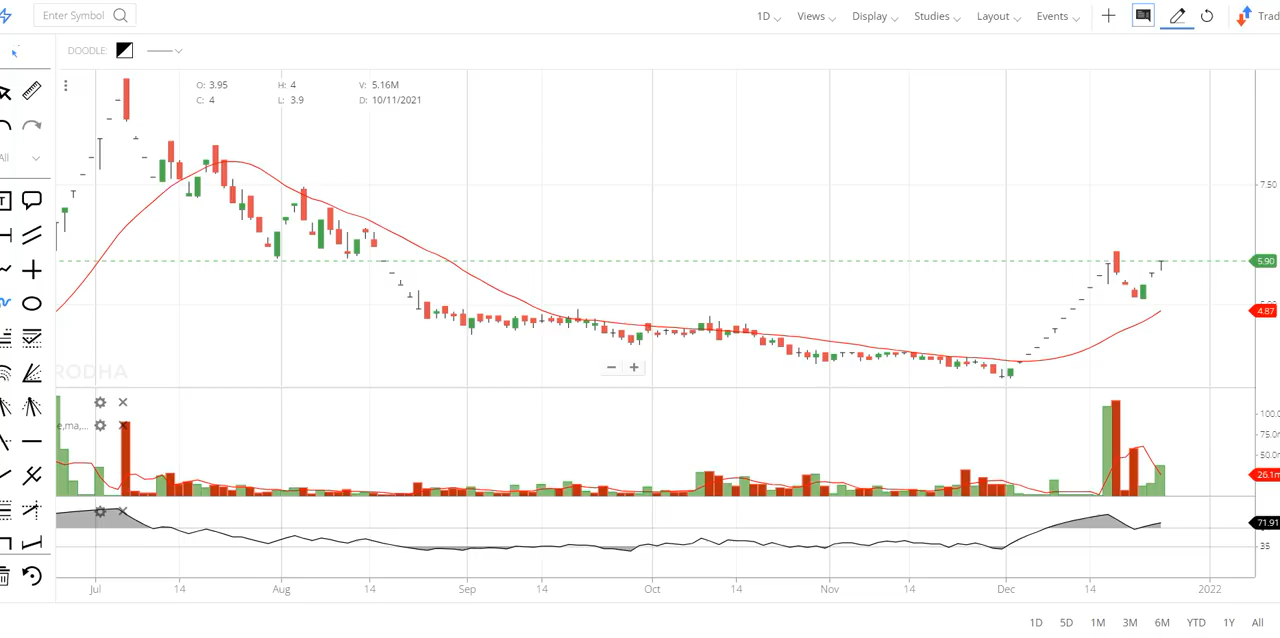 Enter Symbol
1D Views Display Studies Layout Events Trad
DOODLE:
O: 3.95 H: 4 V: 5.16M
C: 4 L: 3.9 D: 10/11/2021
All
7.50
5.90
4.87
RODHA
e,ma,...
100.0
75.0m
50.0m
25.1m
71.91
35
Jul 14 Aug 14 Sep 14 Oct 14 Nov 14 Dec 14 2022
1D 5D 1M 3M 6M YTD 1Y All